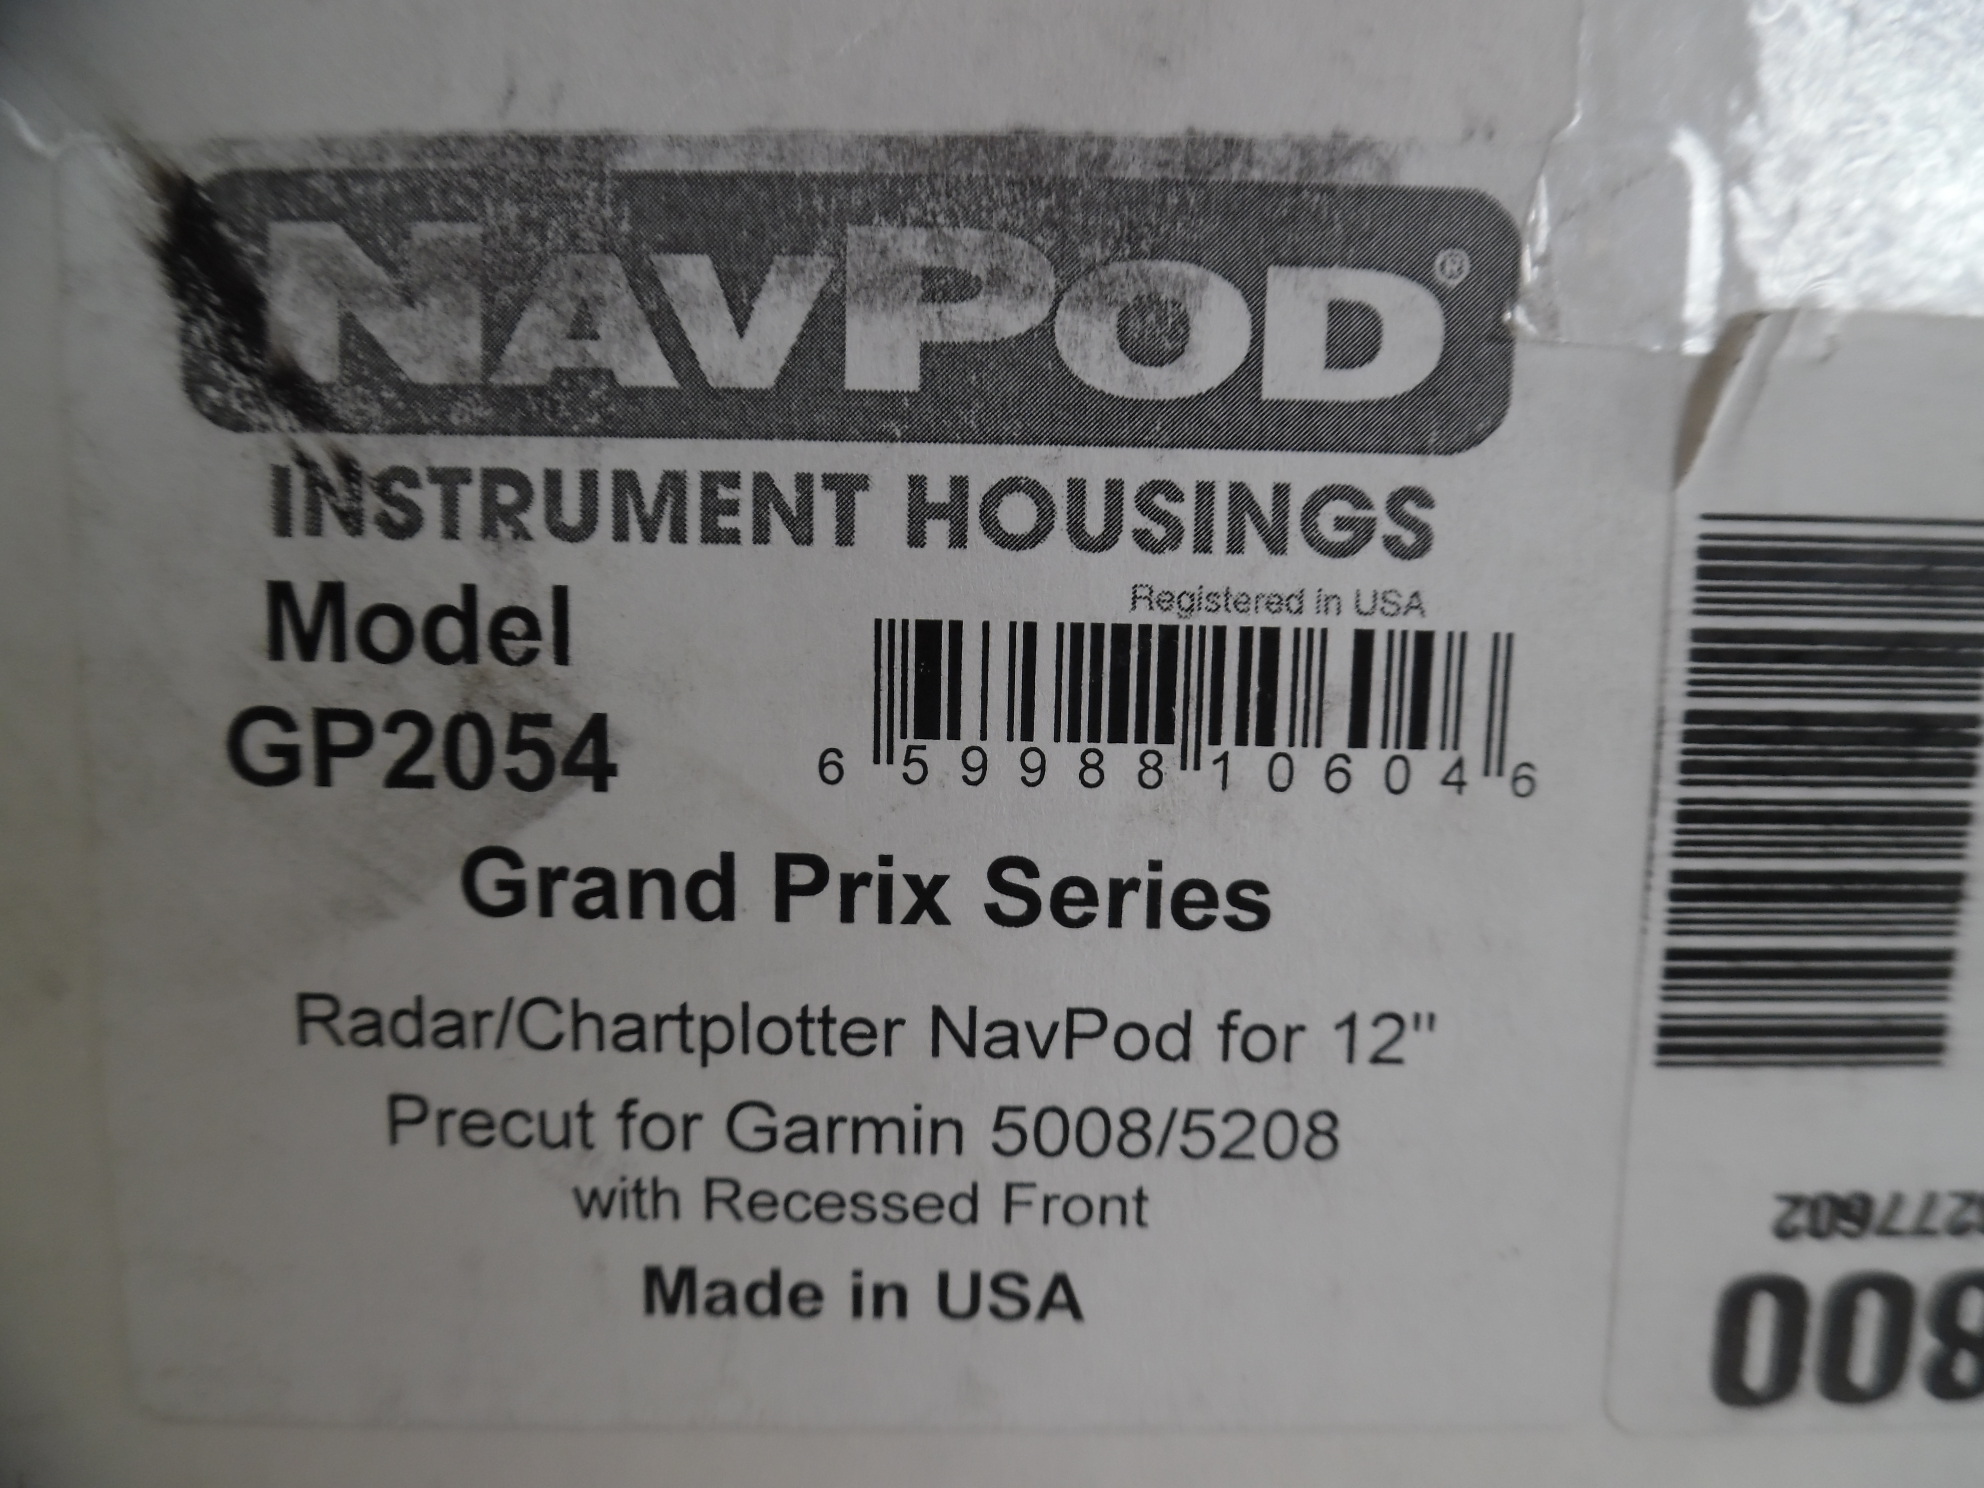 NAVPOD®
INSTRUMENT HOUSINGS
Registered in USA
Model
GP2054
6 59988 10604 6
Grand Prix Series
Radar/Chartplotter NavPod for 12"
Precut for Garmin 5008/5208
with Recessed Front
Made in USA